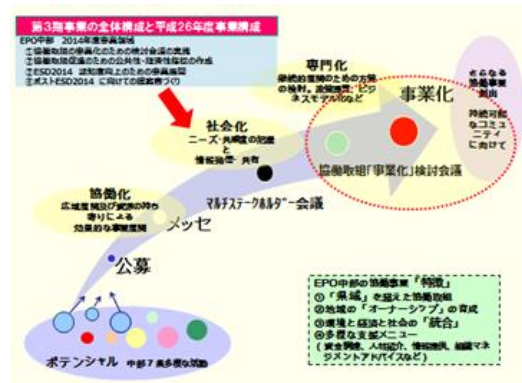 第3期事業の全体構成と平成26年度事業構成
EPO中部 2014年度重点領域
①協働取組の事業化のための検討会議の実施
②協働取組促進のための公共性・経済性指標の作成
③ESD2014 認知度向上のための事業展開
④ポストESD2014 に向けての提案書づくり
専門化
継続的展開のための方策
の検討、政策提言、ビジ
ネスモデル化など
事業化
さらなる
協働事業
創出
持続可能
なコミュ
ニティに
向けて
社会化
ニーズ・共感度の把握
と
情報発信・共有
協働取組「事業化」検討会議
協働化
広域展開及び資源の持ち
寄りによる
効果的な事業展開
マルチステークホルダー会議
メッセ
公募
ポテンシャル 中部7県多様な活動
EPO中部の協働事業「特徴」
①「県域」を超えた協働取組
②地域の「オーナーシップ」の育成
③環境と経済と社会の「統合」
④多様な支援メニュー
(資金調達、人材紹介、情報提供、組織マネ
ジメントアドバイスなど)